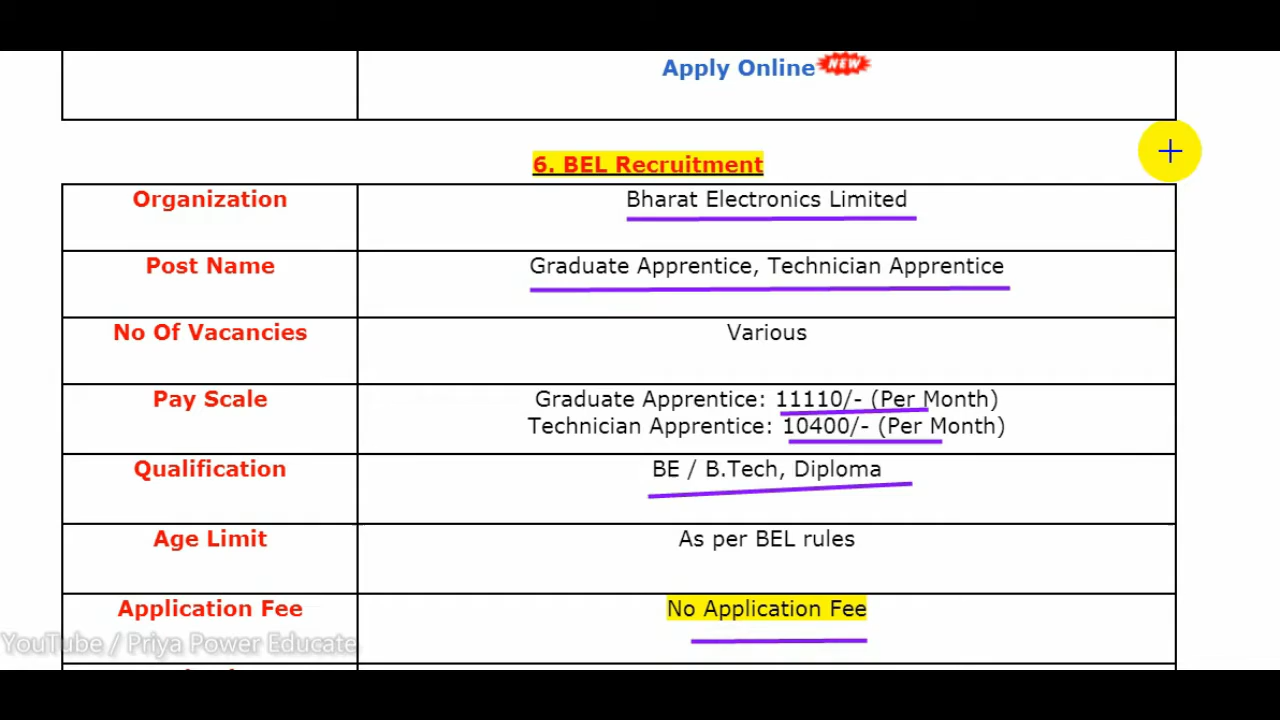 Apply Online NEW
6. BEL Recruitment
Organization
Bharat Electronics Limited
Post Name
Graduate Apprentice, Technician Apprentice
No Of Vacancies
Various
Pay Scale
Graduate Apprentice: 11110/- (Per Month)
Technician Apprentice: 10400/- (Per Month)
Qualification
BE / B.Tech, Diploma
Age Limit
As per BEL rules
Application Fee
No Application Fee
YouTube / Priya Power Educate